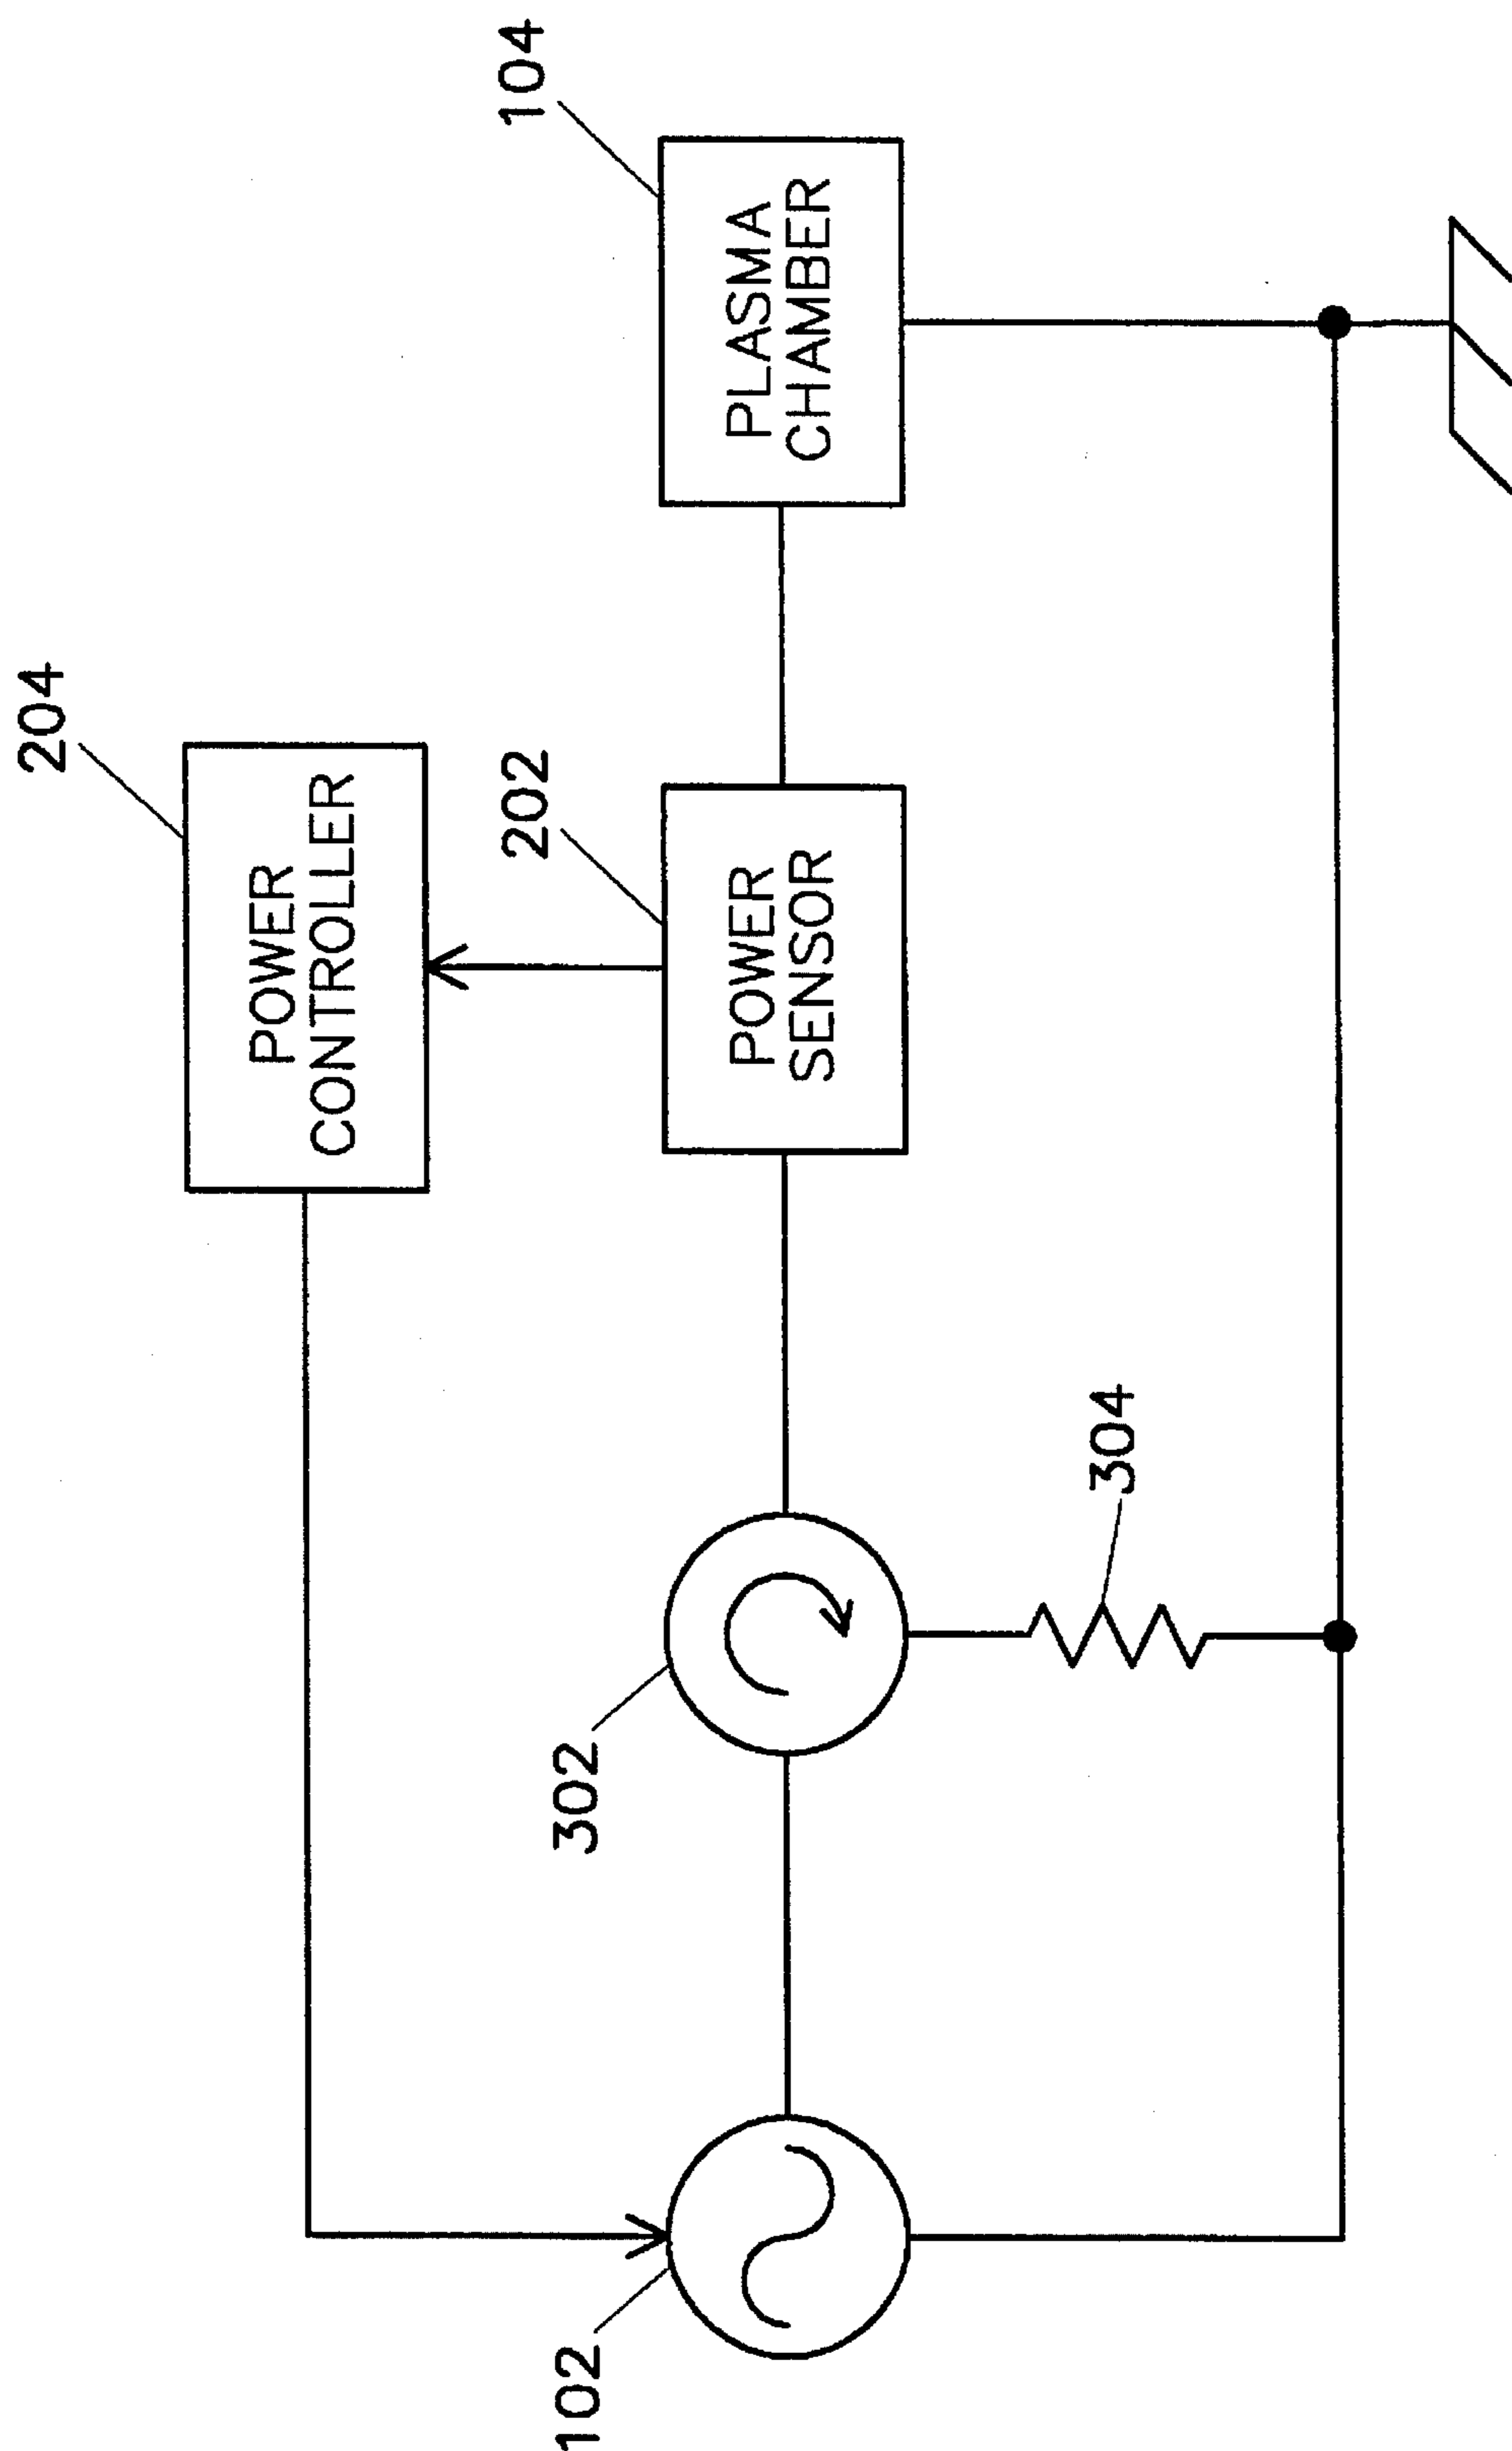 204
POWER
CONTROLLER
104
PLASMA
CHAMBER
202
POWER
SENSOR
302
102
304